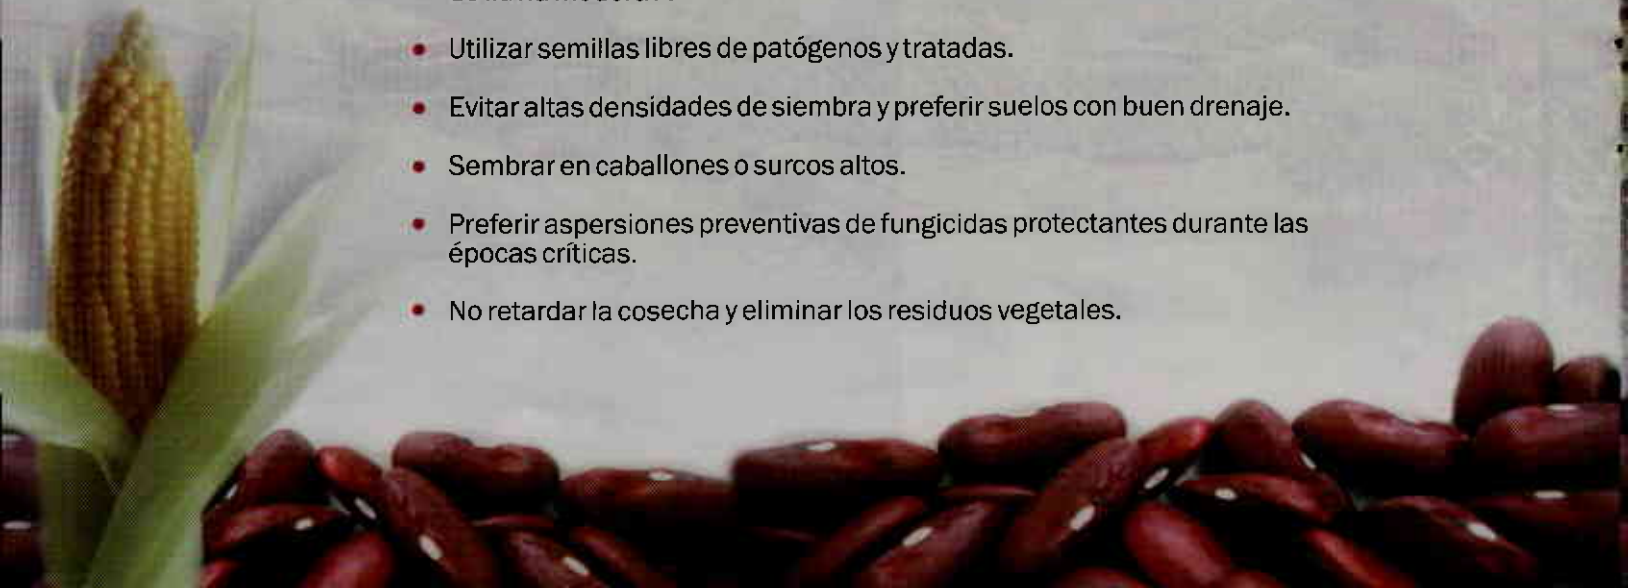 • Utilizar semillas libres de patógenos y tratadas.
• Evitar altas densidades de siembra y preferir suelos con buen drenaje.
• Sembrar en caballones o surcos altos.
• Preferir aspersiones preventivas de fungicidas protectantes durante las
épocas críticas.
• No retardar la cosecha y eliminar los residuos vegetales.